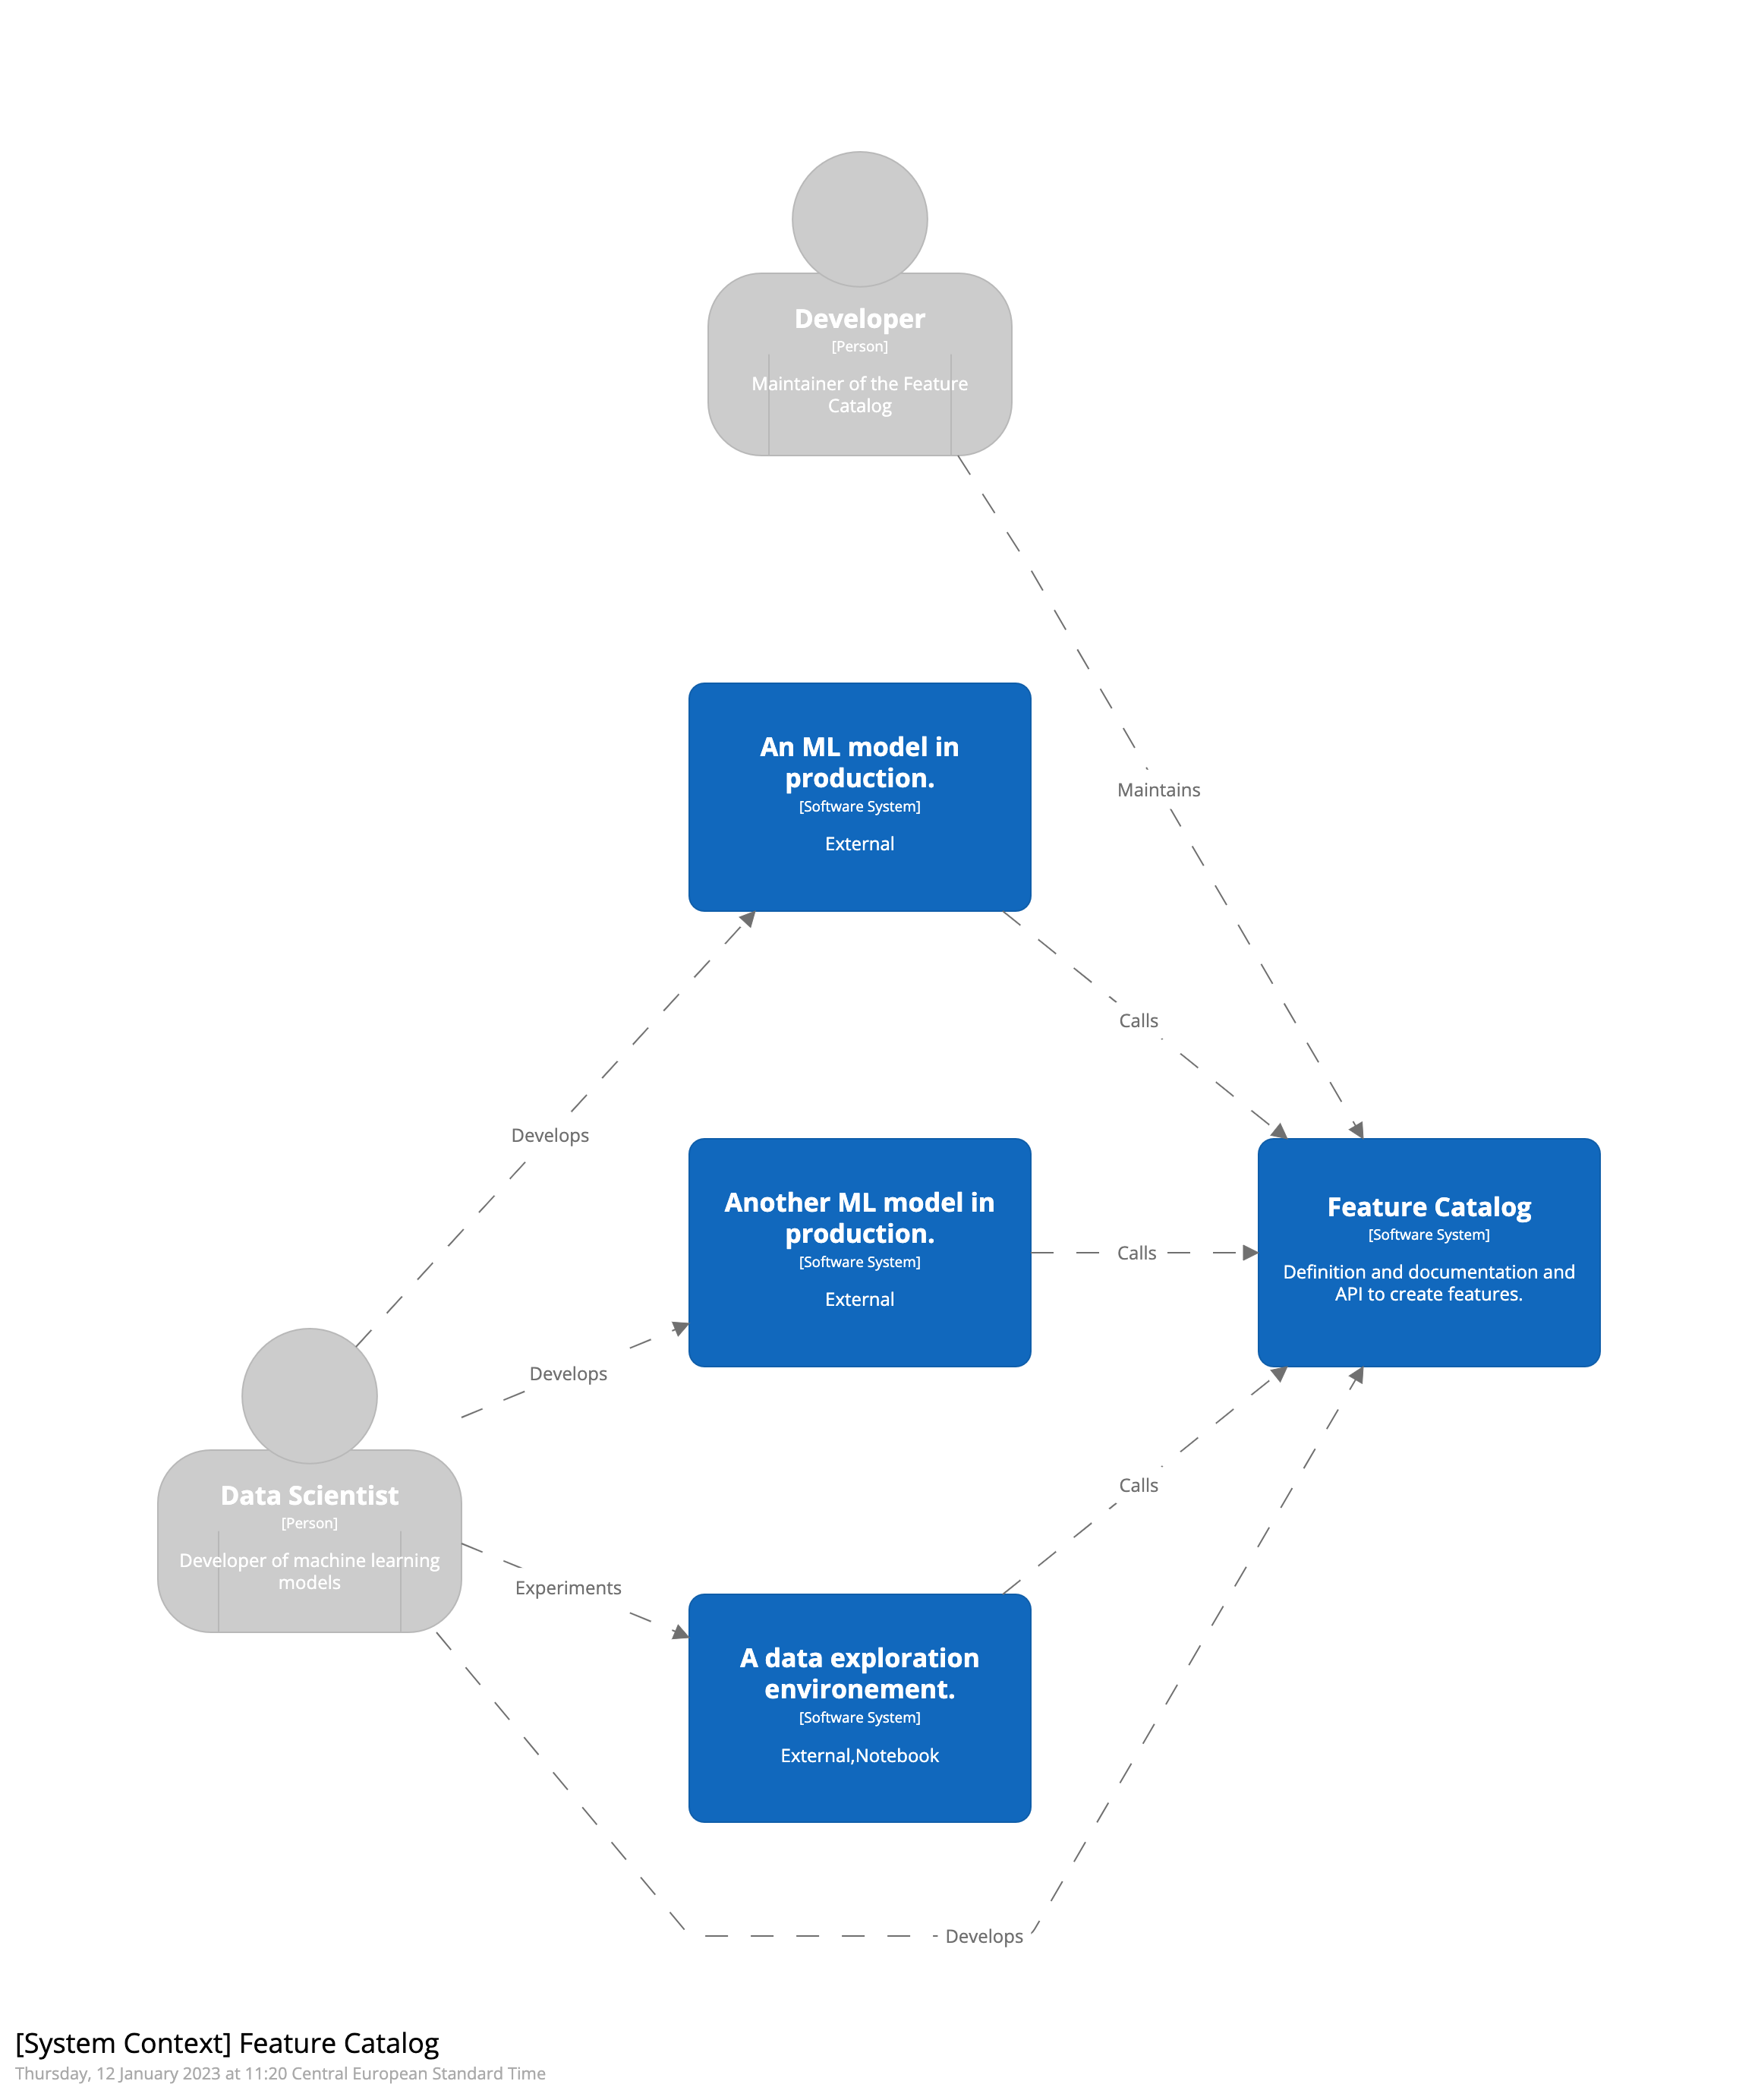 Developer
[Person]
Maintainer of the Feature
Catalog
An ML model in
production.
[Software System]
External
Maintains
Calls
Develops
Another ML model in
production.
[Software System]
External
Calls
Feature Catalog
[Software System]
Definition and documentation and
API to create features.
Develops
Data Scientist
[Person]
Developer of machine learning
models
Calls
Experiments
A data exploration
environement.
[Software System]
External,Notebook
Develops
[System Context] Feature Catalog
Thursday, 12 January 2023 at 11:20 Central European Standard Time